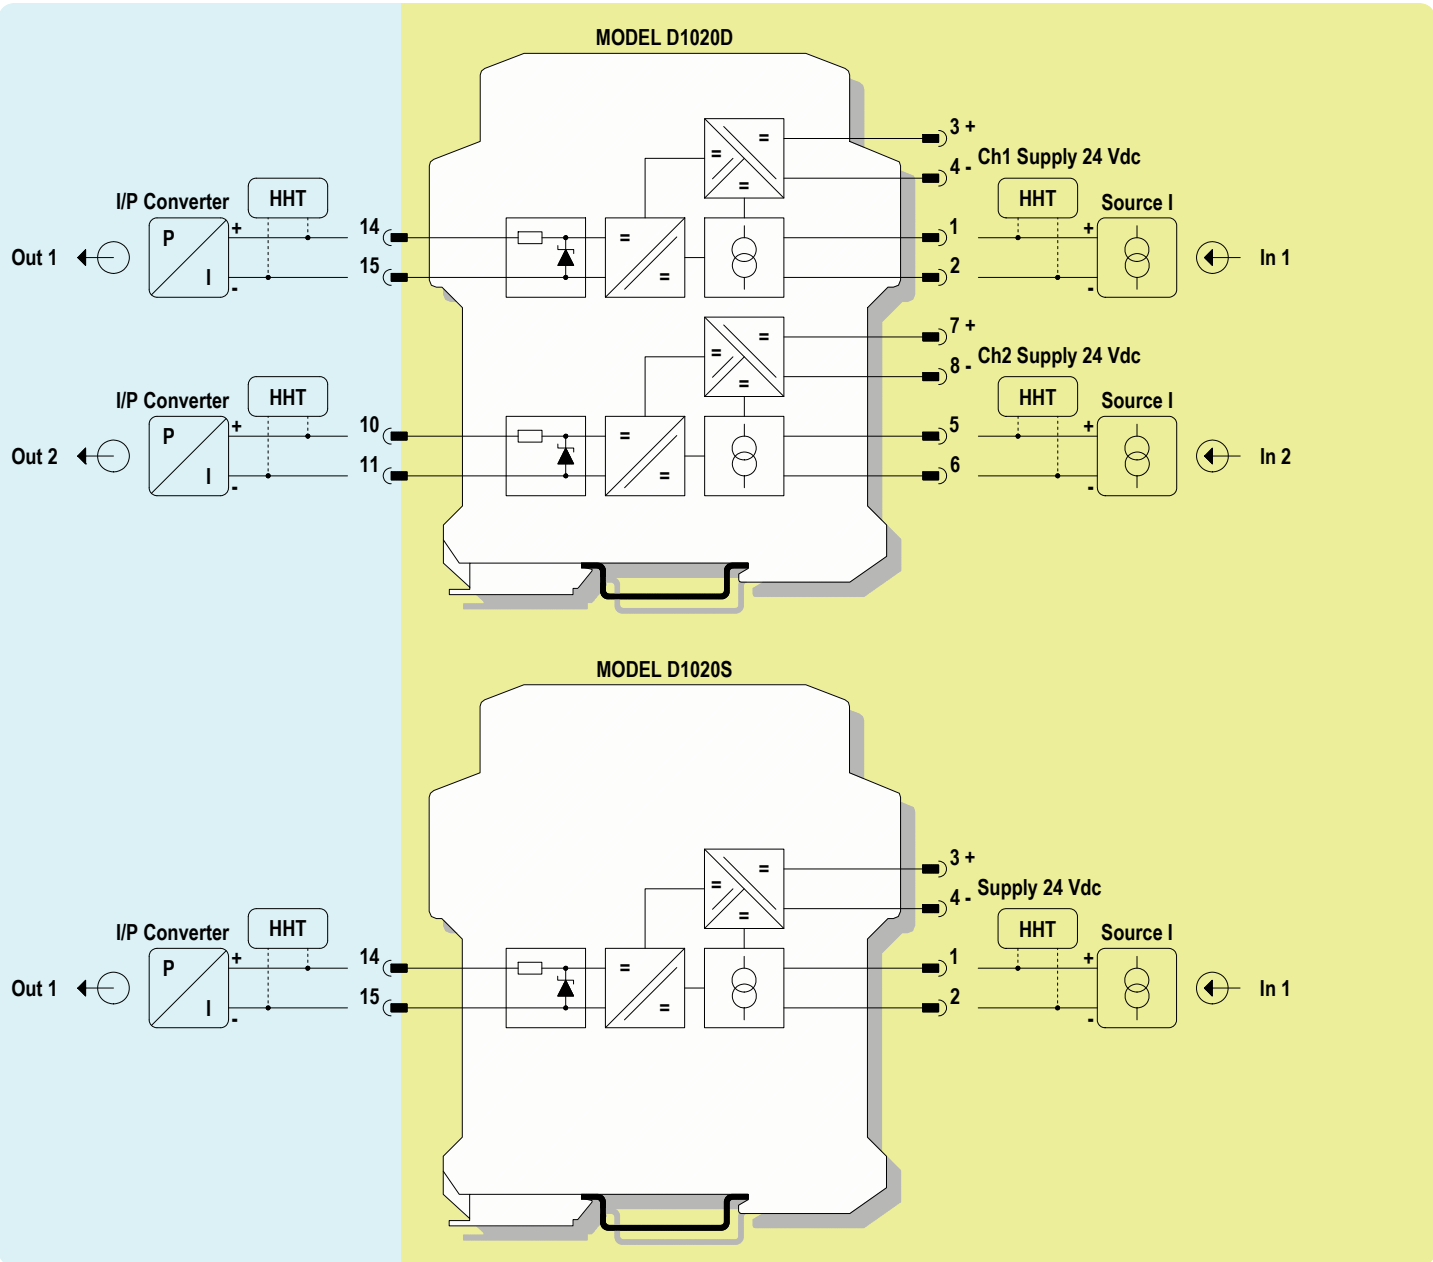 MODEL D1020D
3 +
4 - Ch1 Supply 24 Vdc
I/P Converter HHT HHT Source I
P + 14 = = = 1 +
Out 1 In 1
I - 15 = = 2 -
7 +
8 - Ch2 Supply 24 Vdc
I/P Converter HHT HHT Source I
P + 10 = = = 5 +
Out 2 In 2
I - 11 = = 6 -
MODEL D1020S
3 +
4 - Supply 24 Vdc
I/P Converter HHT HHT Source I
P + 14 = = = 1 +
Out 1 In 1
I - 15 = = 2 -